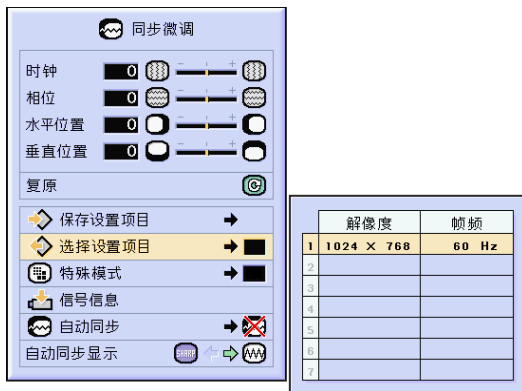 同步微调
时钟 0 - +
相位 0 - +
水平位置 0 - +
垂直位置 0 - +
复原
保存设置项目
选择设置项目
特殊模式
信号信息
自动同步
自动同步显示 SHARP
解像度 帧频
1 1024 × 768 60 Hz
2
3
4
5
6
7